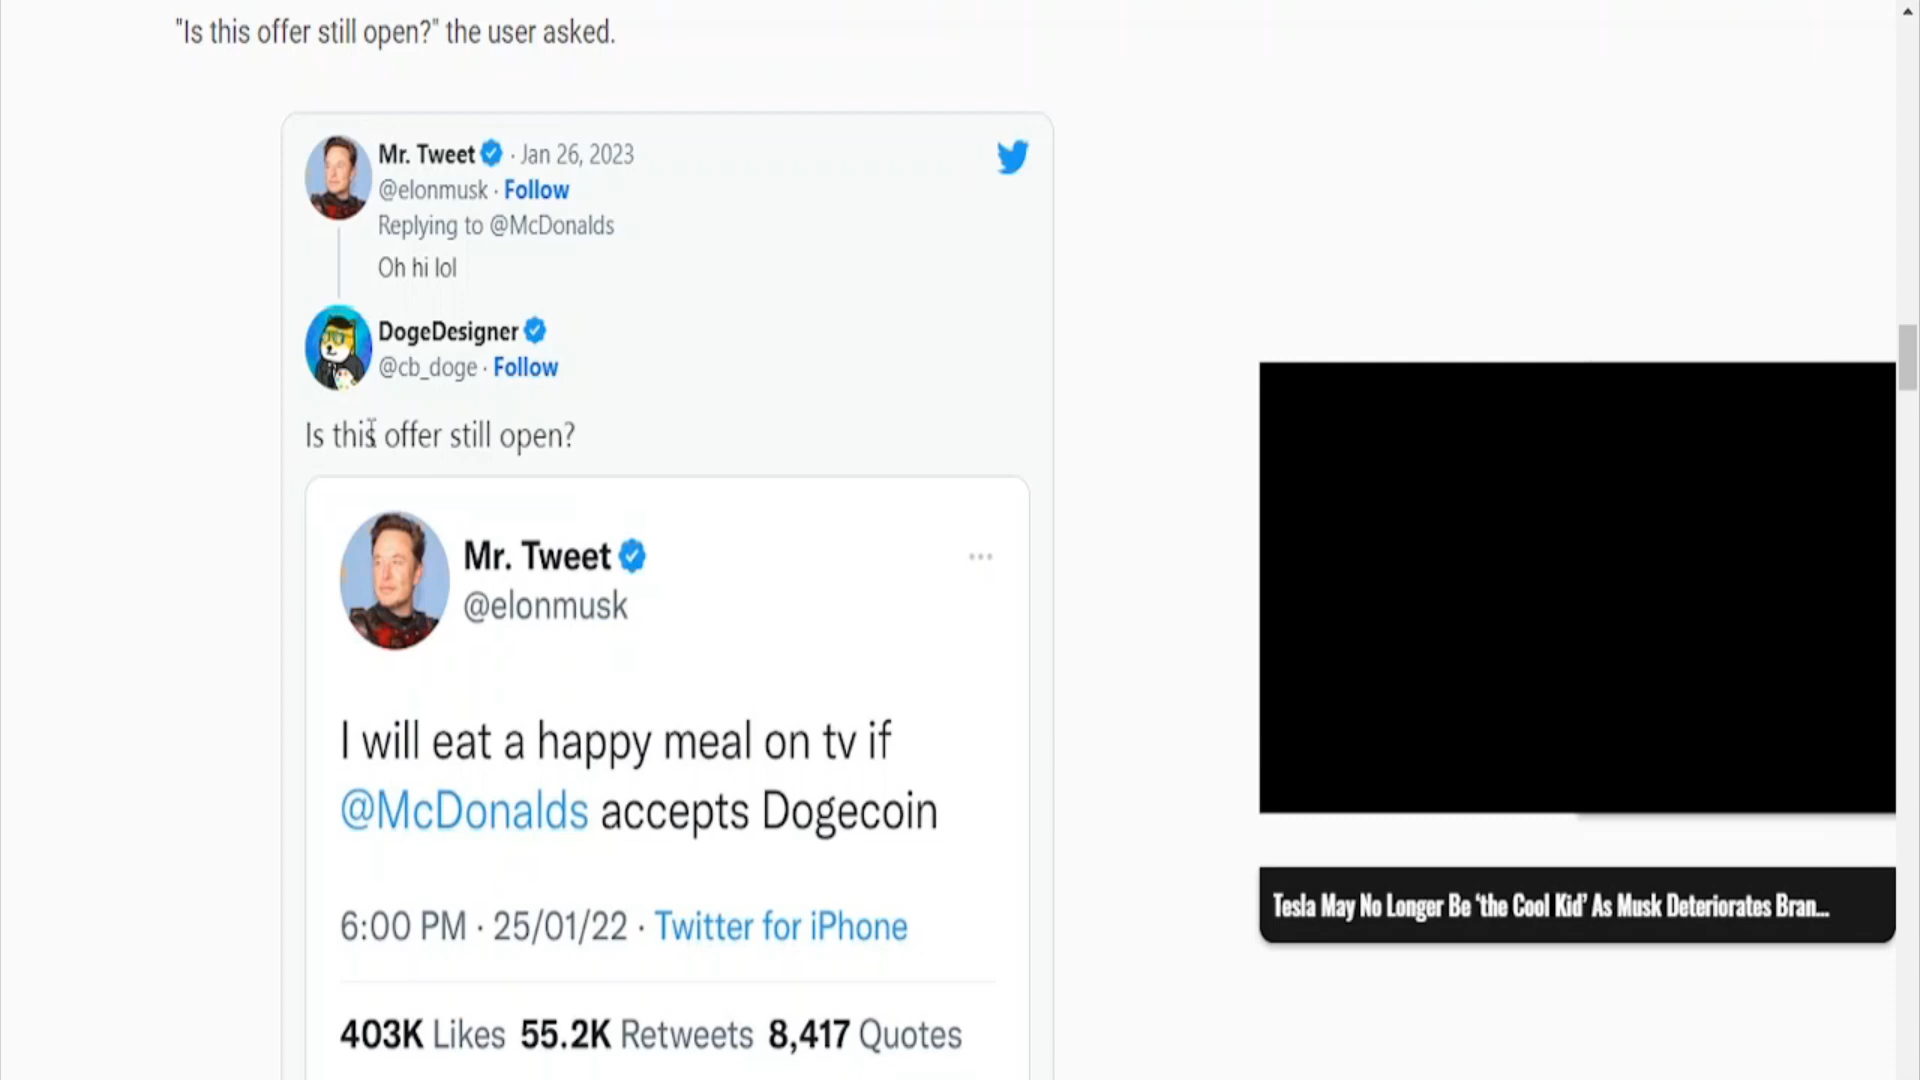 "Is this offer still open?" the user asked.
Mr. Tweet · Jan 26, 2023
@elonmusk · Follow
Replying to @McDonalds
Oh hi lol
DogeDesigner
@cb_doge · Follow
Is this offer still open?
Mr. Tweet
@elonmusk
I will eat a happy meal on tv if
@McDonalds accepts Dogecoin
6:00 PM · 25/01/22 · Twitter for iPhone
403K Likes 55.2K Retweets 8,417 Quotes
Tesla May No Longer Be ‘the Cool Kid’ As Musk Deteriorates Bran...